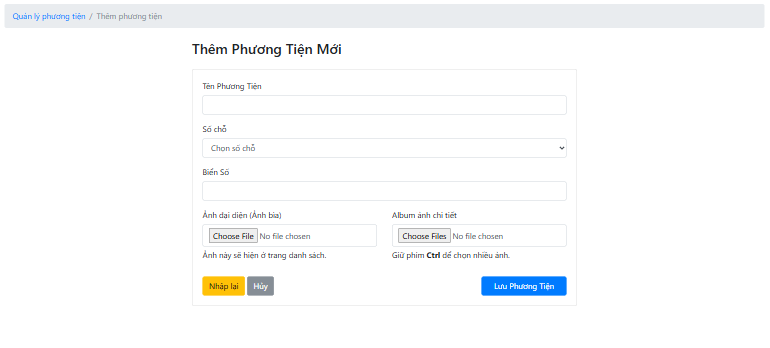 Quản lý phương tiện / Thêm phương tiện
Thêm Phương Tiện Mới
Tên Phương Tiện
Số chỗ
Chọn số chỗ
Biển Số
Ảnh đại diện (Ảnh bìa)
Choose File No file chosen
Ảnh này sẽ hiện ở trang danh sách.
Album ảnh chi tiết
Choose Files No file chosen
Giữ phím Ctrl để chọn nhiều ảnh.
Nhập lại
Hủy
Lưu Phương Tiện